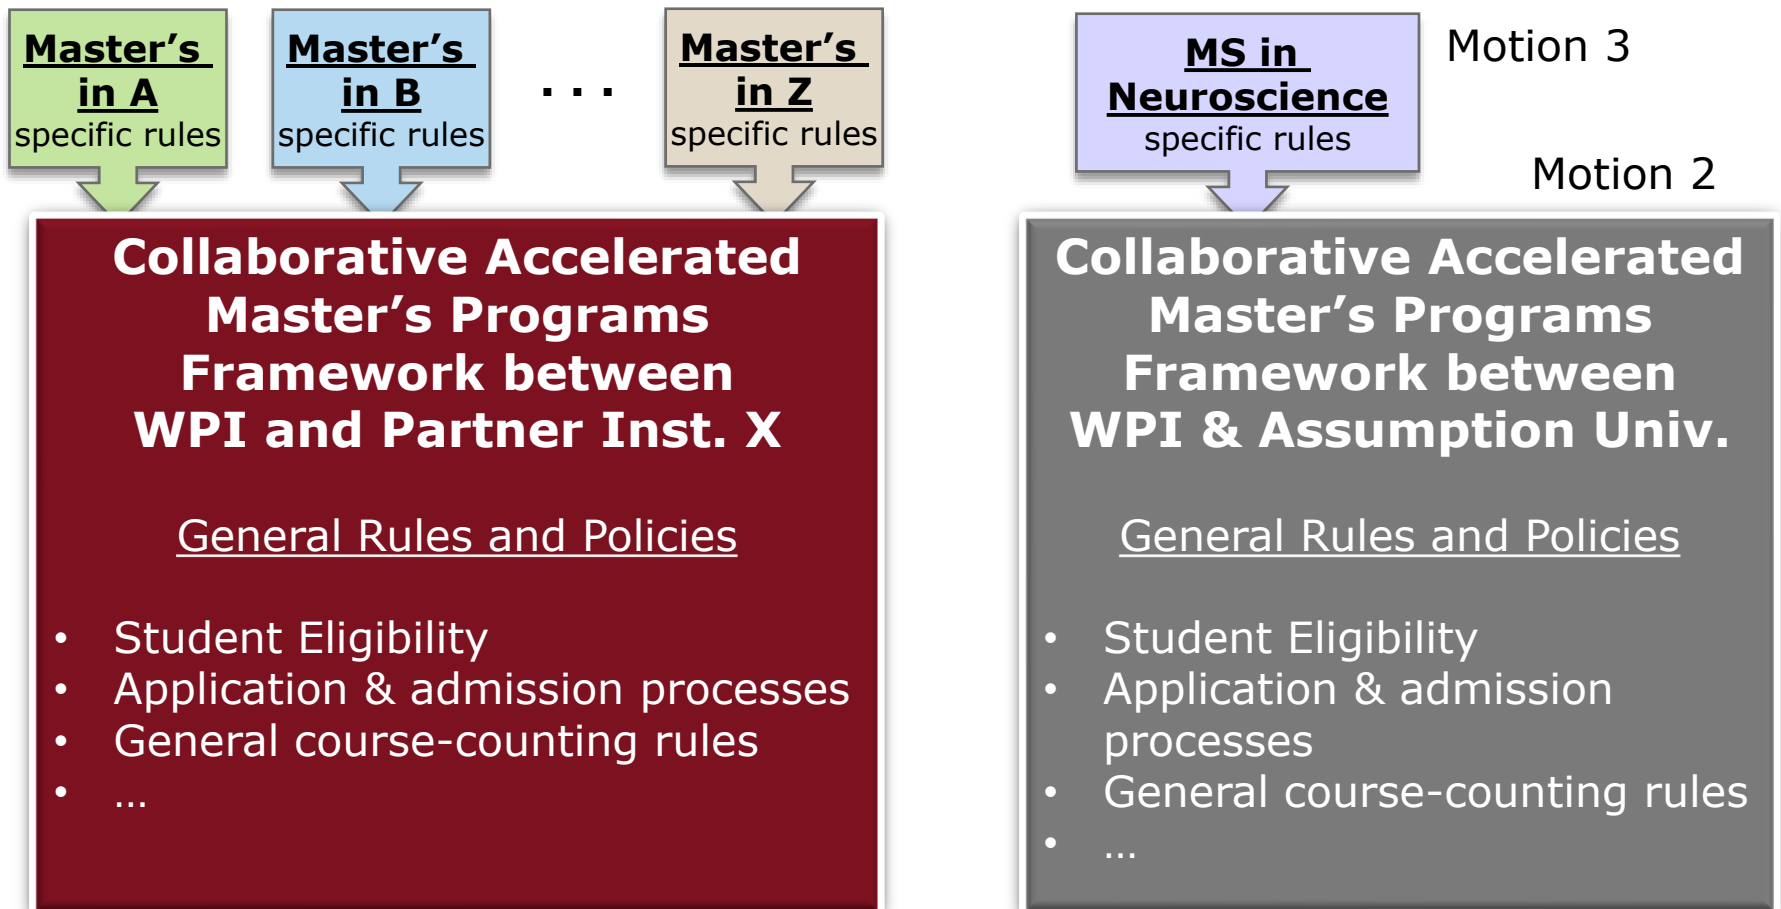 Master’s
in A
specific rules
Master’s
in B
specific rules
. . .
Master’s
in Z
specific rules
Collaborative Accelerated
Master’s Programs
Framework between
WPI and Partner Inst. X
General Rules and Policies
• Student Eligibility
• Application & admission processes
• General course-counting rules
• …
MS in
Neuroscience
specific rules
Motion 3
Motion 2
Collaborative Accelerated
Master’s Programs
Framework between
WPI & Assumption Univ.
General Rules and Policies
• Student Eligibility
• Application & admission
processes
• General course-counting rules
• …